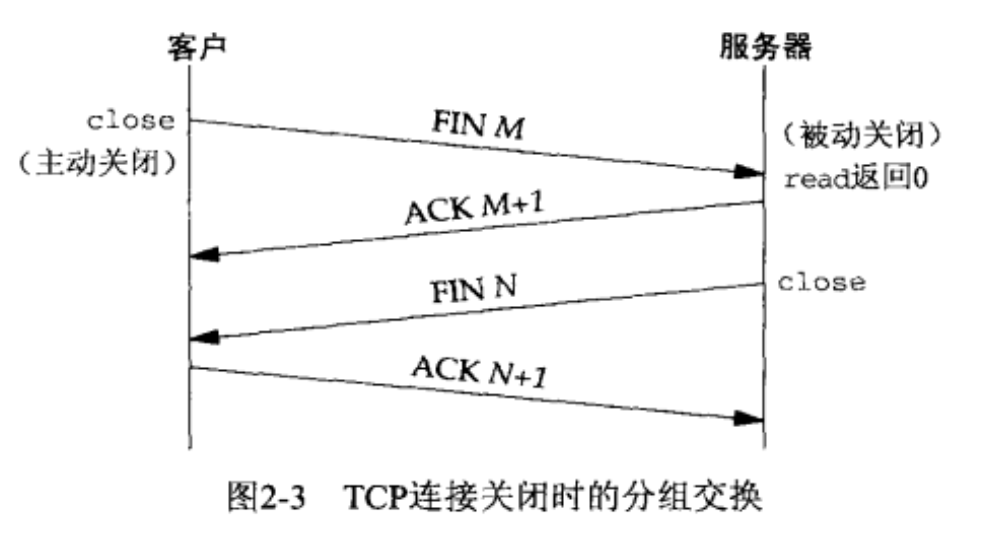 客户
服务器
close
（主动关闭）
FIN M
（被动关闭）
read返回0
ACK M+1
FIN N
close
ACK N+1
图2-3 TCP连接关闭时的分组交换